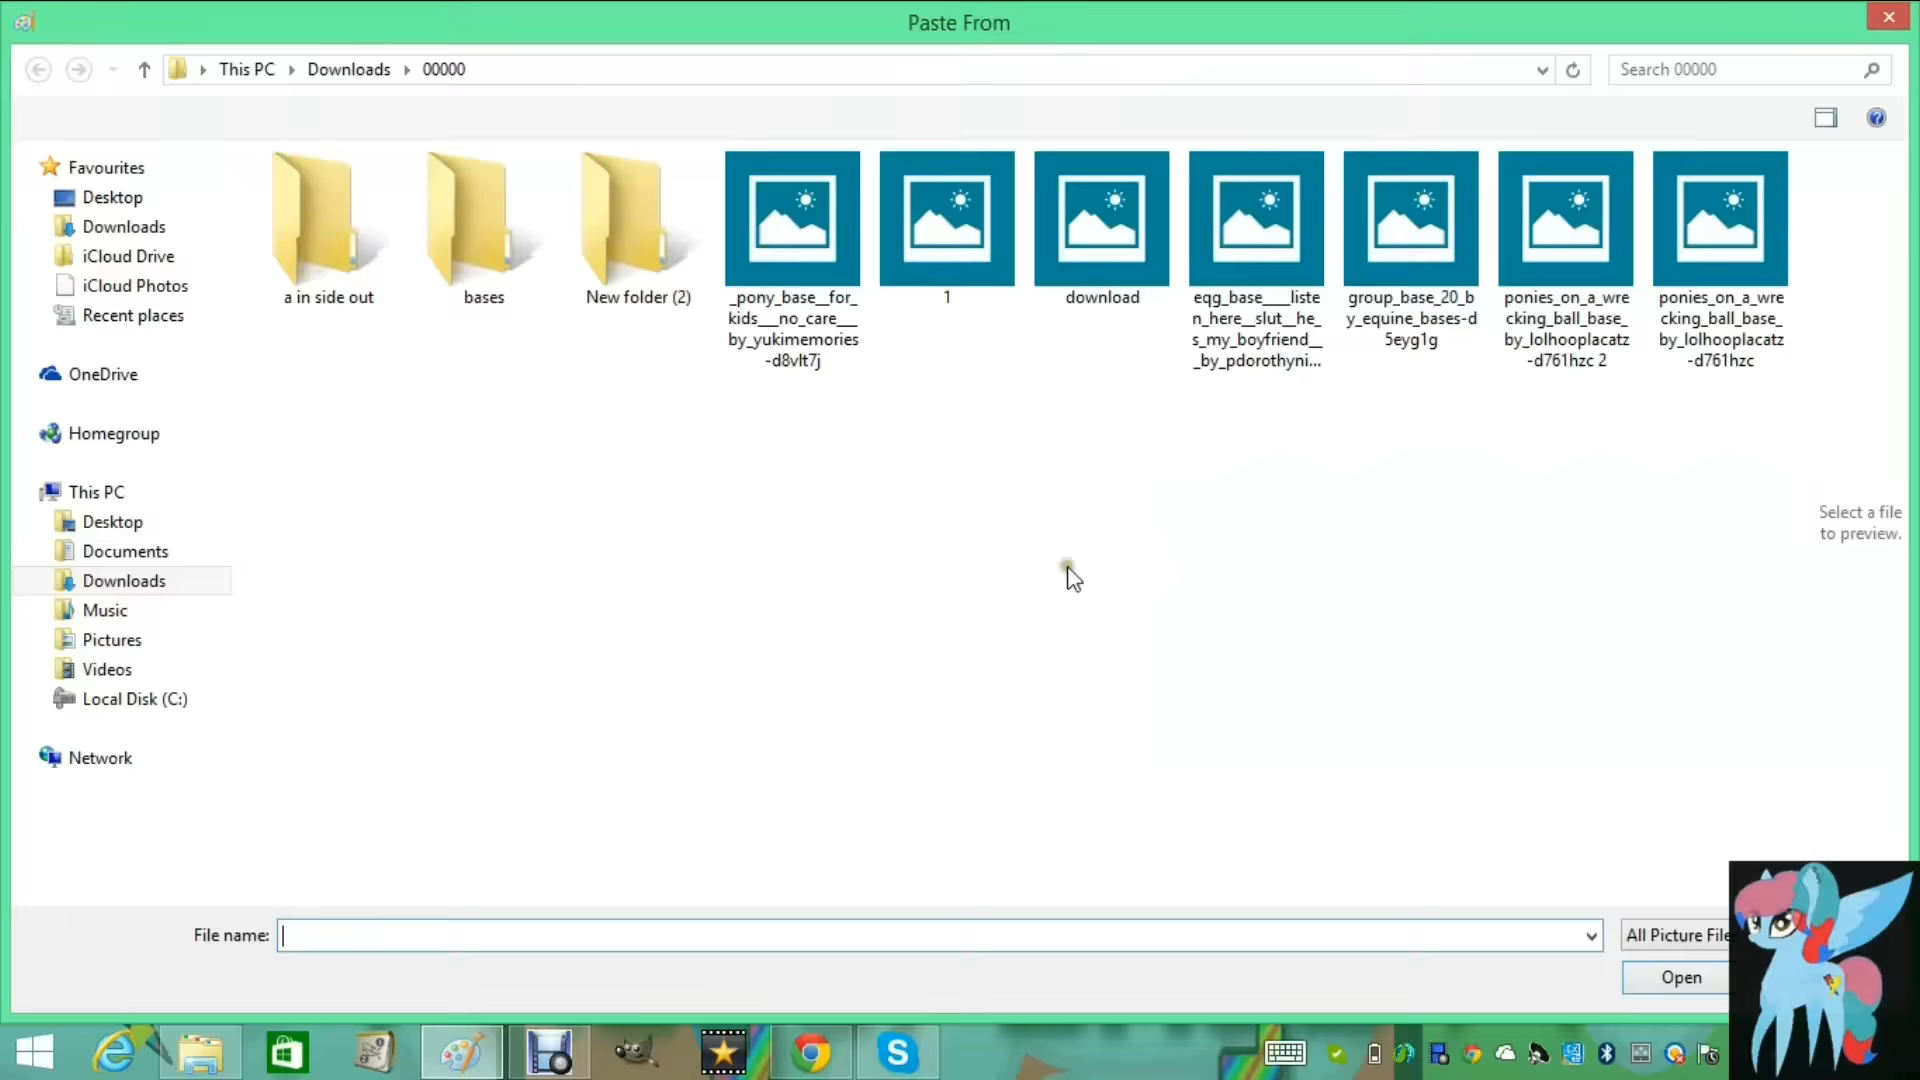 Paste From
This PC Downloads 00000
Search 00000
Favourites
Desktop
Downloads
iCloud Drive
iCloud Photos
Recent places
OneDrive
Homegroup
This PC
Desktop
Documents
Downloads
Music
Pictures
Videos
Local Disk (C:)
Network
a in side out
bases
New folder (2)
_pony_base__for_
kids___no_care___
by_yukimemories
-d8vlt7j
1
download
eqg_base____liste
n_here__slut__he_
s_my_boyfriend__
_by_pdorothyni...
group_base_20_b
y_equine_bases-d
5eyg1g
ponies_on_a_wre
cking_ball_base_
by_lolhooplacatz
-d761hzc 2
ponies_on_a_wre
cking_ball_base_
by_lolhooplacatz
-d761hzc
Select a file
to preview.
File name:
All Picture File
Open